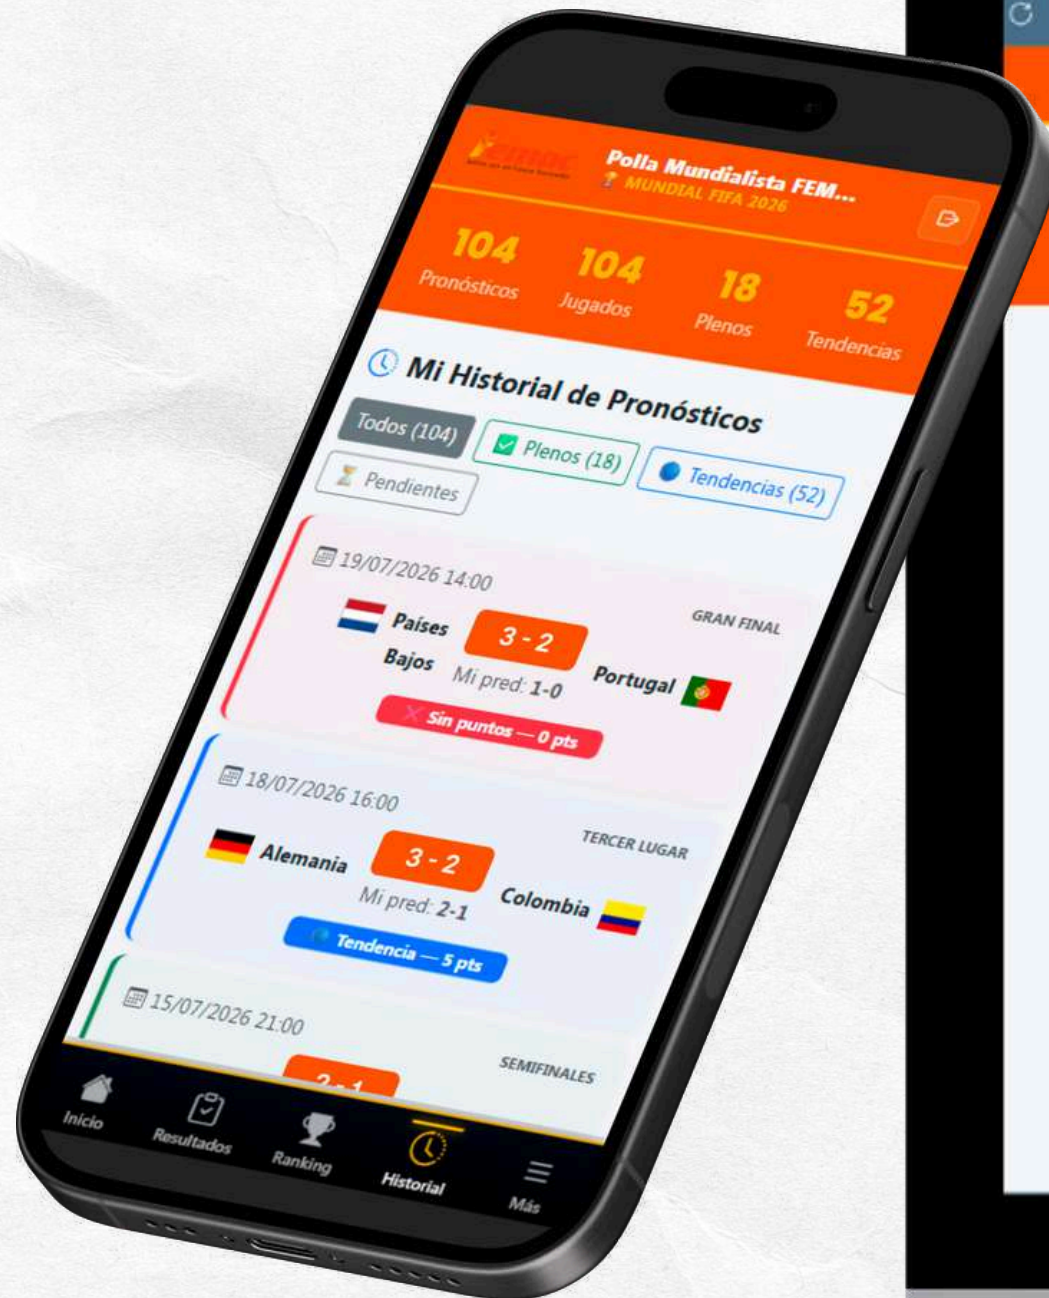 femac
Polla Mundialista FEM...
MUNDIAL FIFA 2026
104 104 18 52
Pronósticos Jugados Plenos Tendencias
Mi Historial de Pronósticos
Todos (104) Plenos (18) Tendencias (52)
Pendientes
19/07/2026 14:00
GRAN FINAL
Países Bajos 3 - 2 Portugal
Mi pred: 1-0
Sin puntos — 0 pts
18/07/2026 16:00
TERCER LUGAR
Alemania 3 - 2 Colombia
Mi pred: 2-1
Tendencia — 5 pts
15/07/2026 21:00
SEMIFINALES
2 - 1
Inicio Resultados Ranking Historial Más